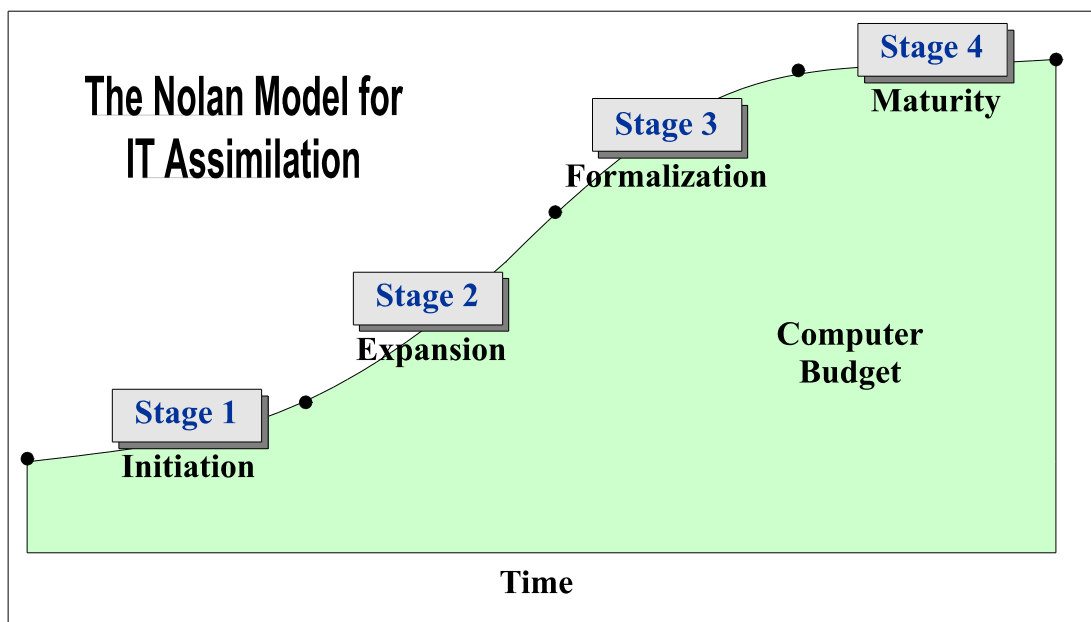 The Nolan Model for
IT Assimilation
Stage 1
Initiation
Stage 2
Expansion
Stage 3
Formalization
Stage 4
Maturity
Computer
Budget
Time